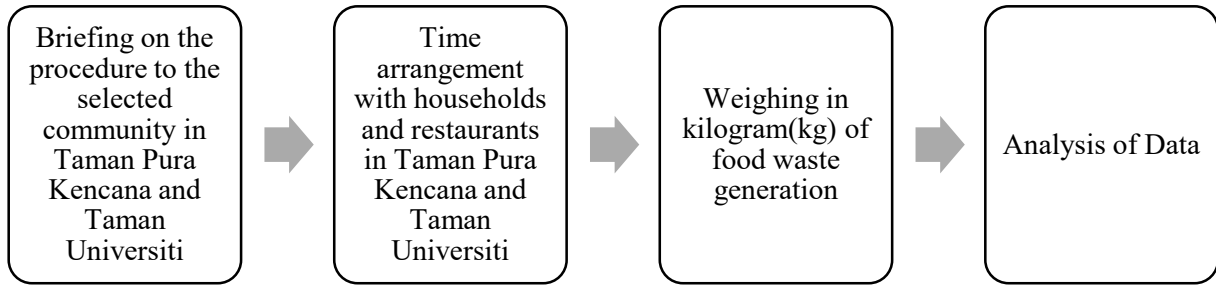 Briefing on the
procedure to the
selected
community in
Taman Pura
Kencana and
Taman
Universiti
Time
arrangement
with households
and restaurants
in Taman Pura
Kencana and
Taman
Universiti
Weighing in
kilogram(kg) of
food waste
generation
Analysis of Data